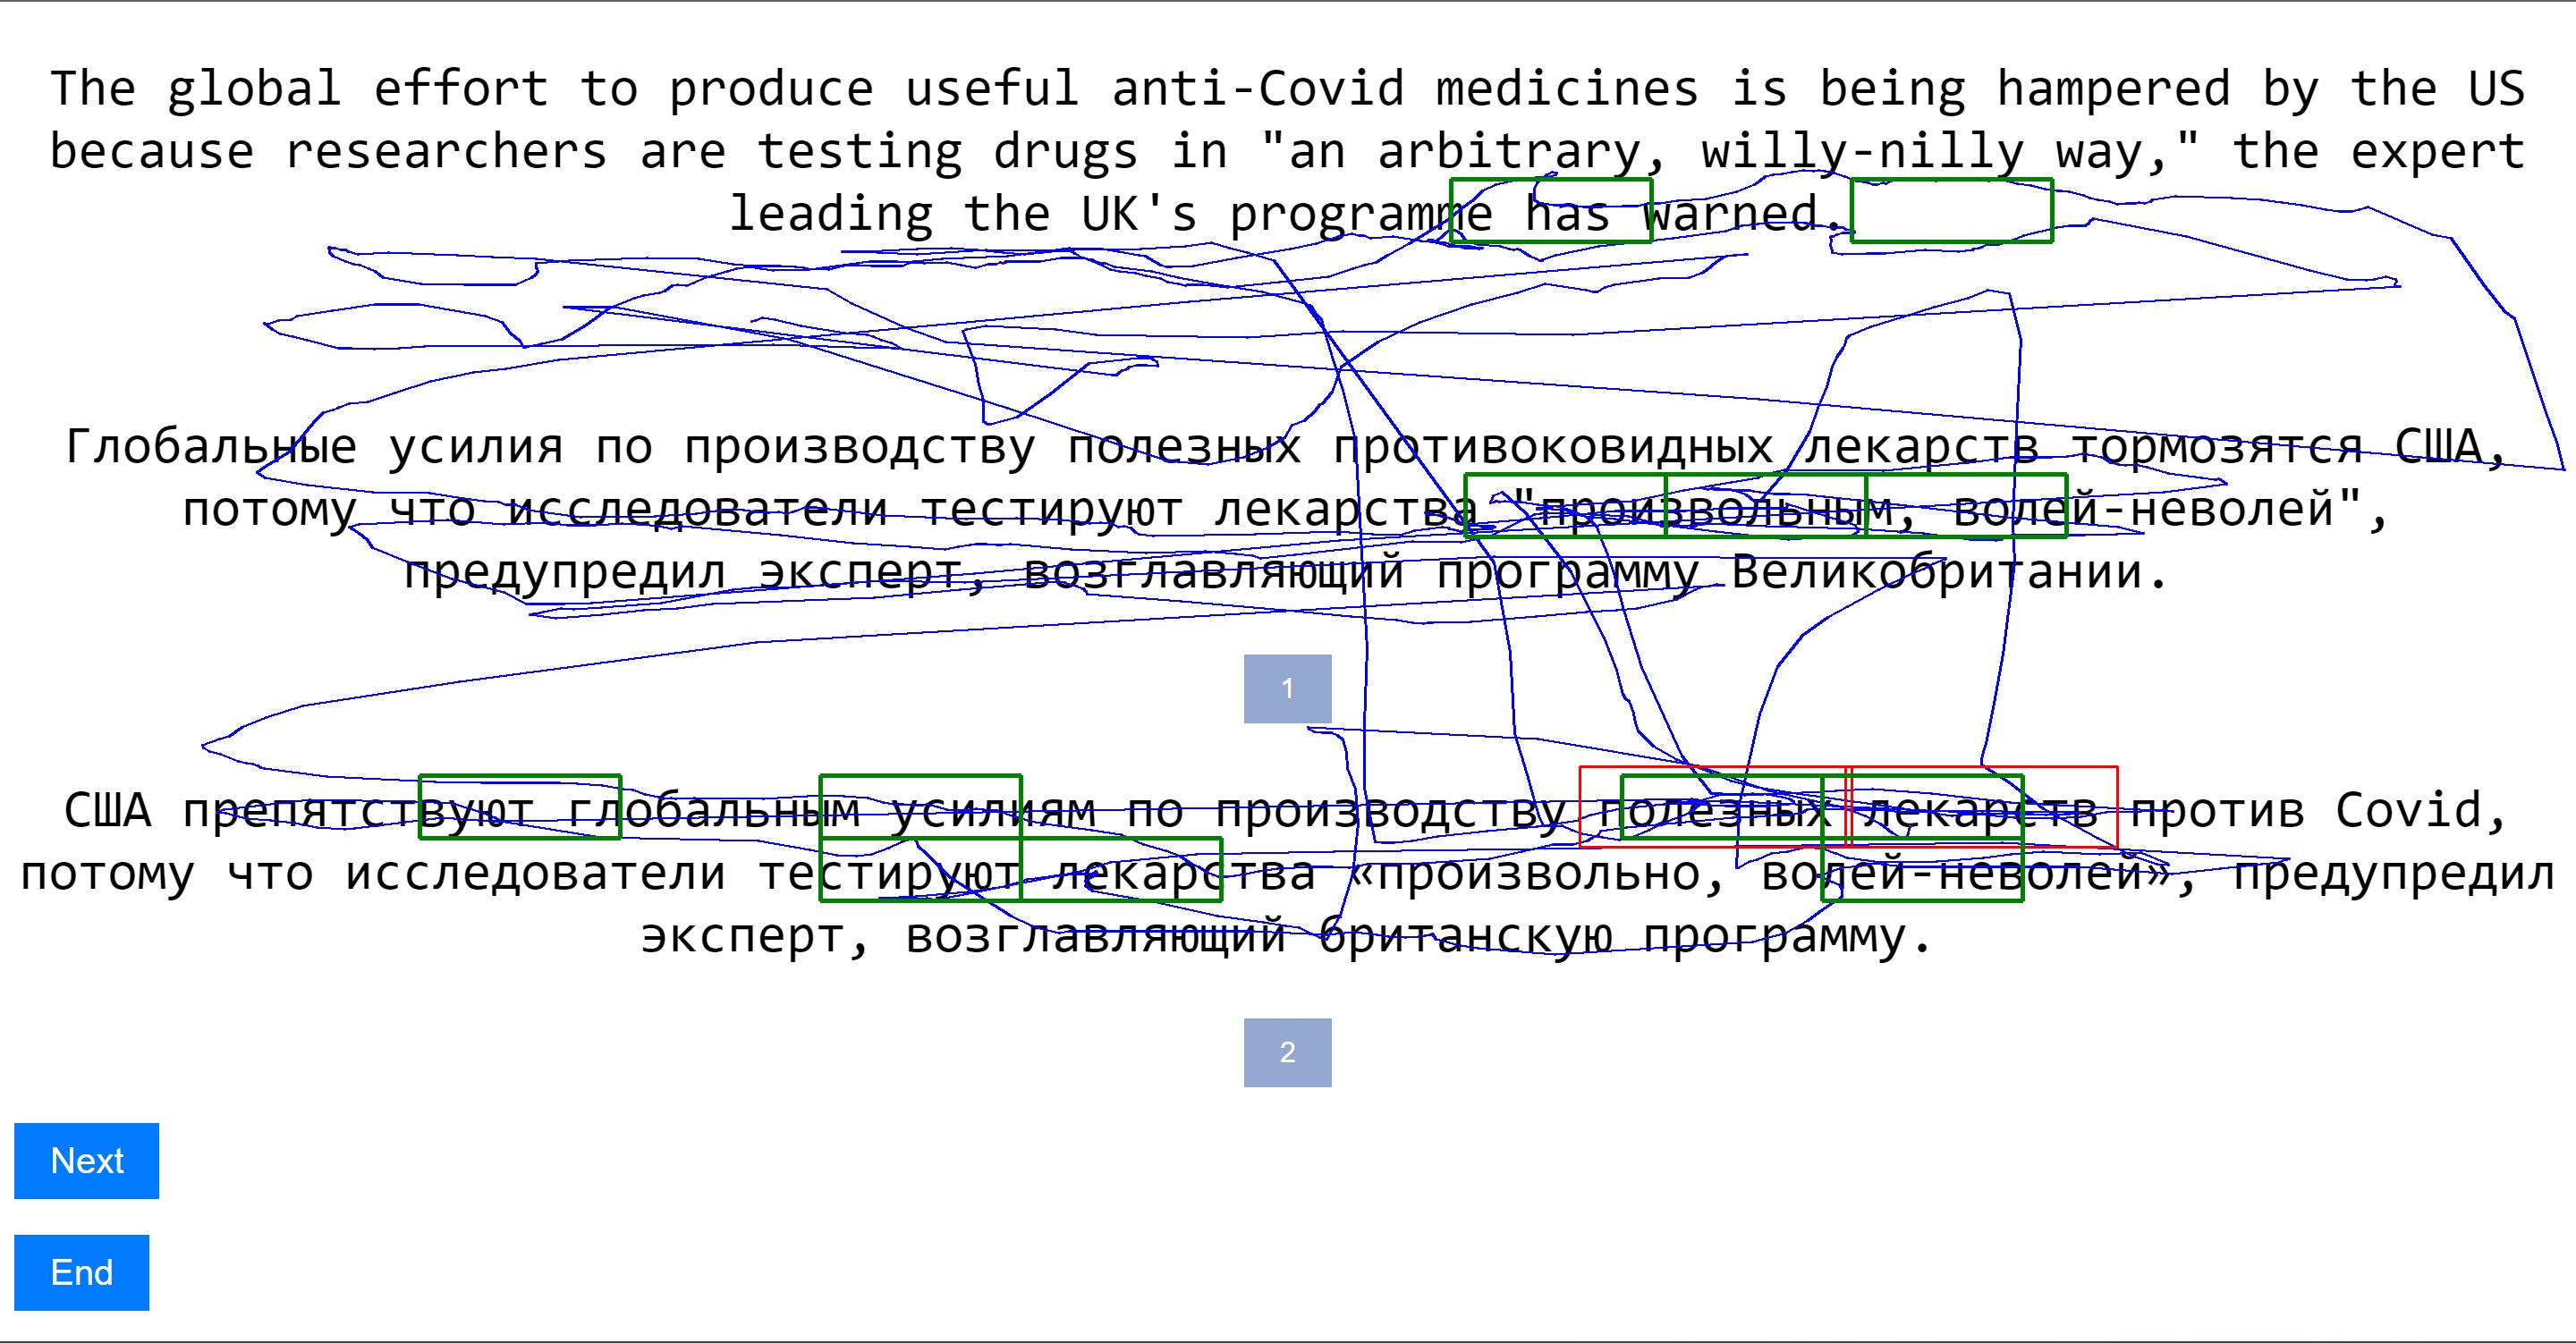 The global effort to produce useful anti-Covid medicines is being hampered by the US
because researchers are testing drugs in "an arbitrary, willy-nilly way," the expert
leading the UK's programme has warned.
Глобальные усилия по производству полезных противоковидных лекарств тормозятся США,
потому что исследователи тестируют лекарства "произвольным, волей-неволей",
предупредил эксперт, возглавляющий программу Великобритании.
1
США препятствуют глобальным усилиям по производству полезных лекарств против Covid,
потому что исследователи тестируют лекарства «произвольно, волей-неволей», предупредил
эксперт, возглавляющий британскую программу.
2
Next
End